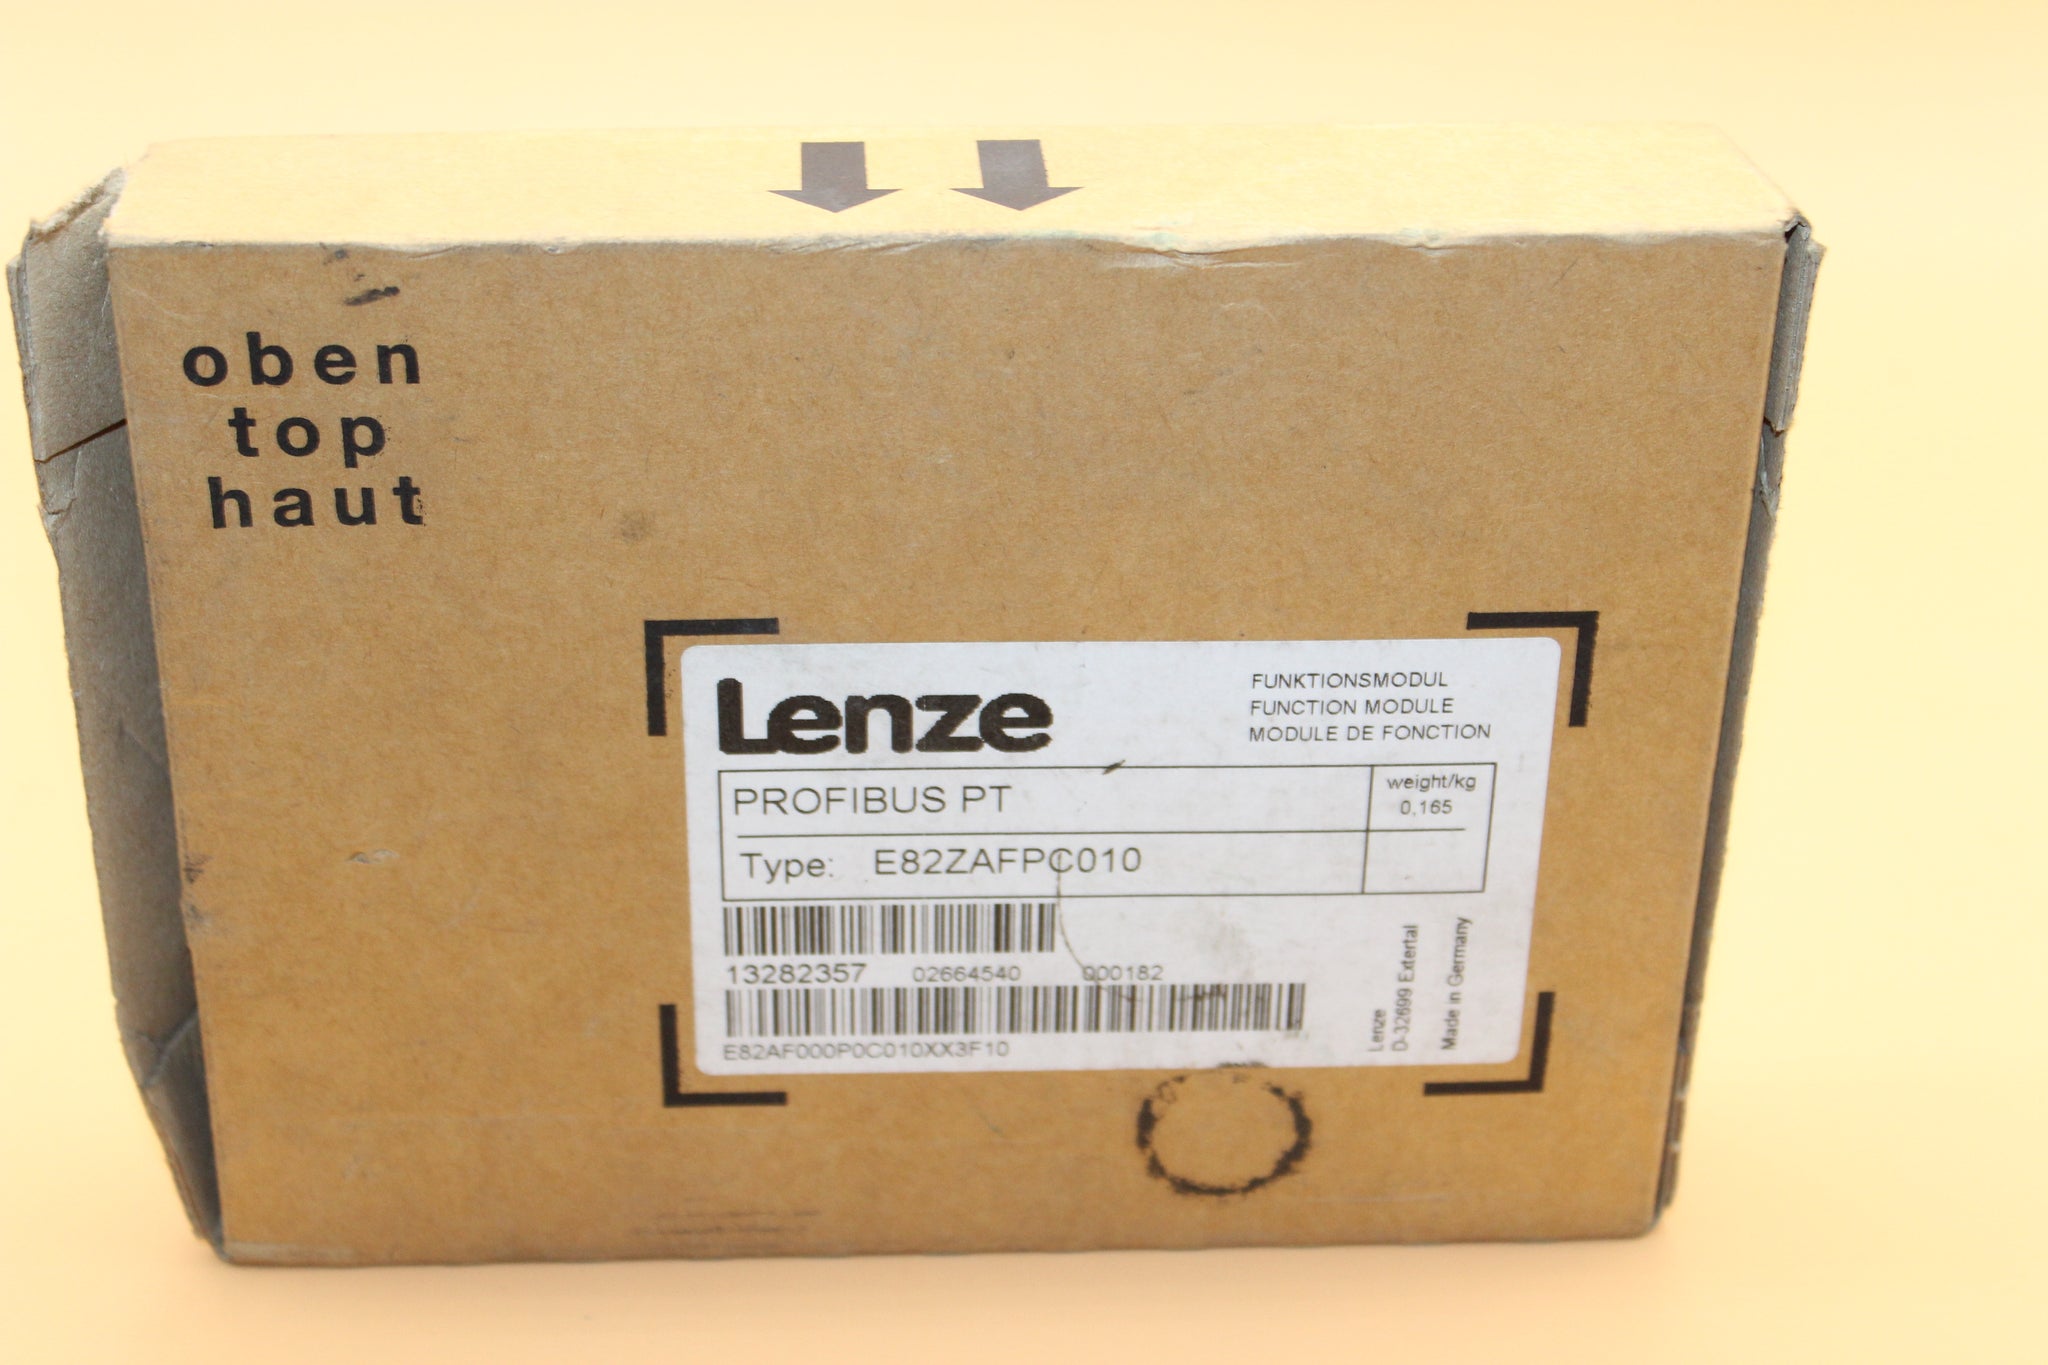 oben
top
haut
Lenze
FUNKTIONSMODUL
FUNCTION MODULE
MODULE DE FONCTION
PROFIBUS PT
weight/kg
0,165
Type: E82ZAFPC010
13282357 02664540 000182
E82AF000P0C010XX3F10
Lenze
D-32699 Extertal
Made in Germany